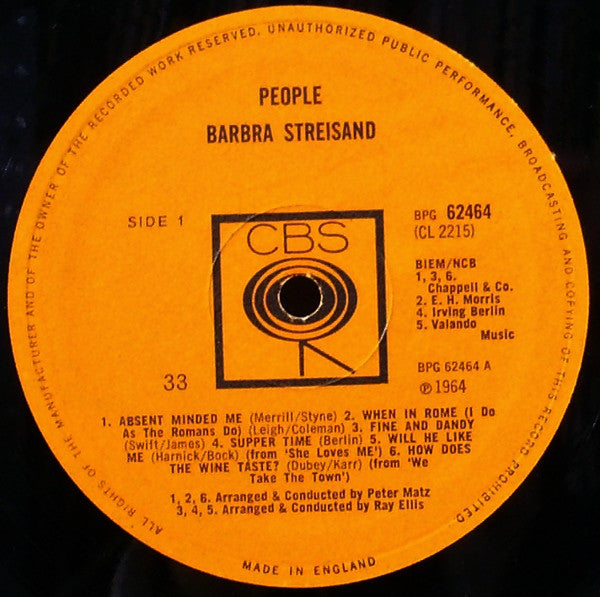 ALL RIGHTS OF THE MANUFACTURER AND OF THE OWNER OF THE RECORDED WORK RESERVED. UNAUTHORIZED PUBLIC PERFORMANCE, BROADCASTING AND COPYING OF THIS RECORD PROHIBITED
PEOPLE
BARBRA STREISAND
SIDE 1
CBS
BPG 62464
(CL 2215)
BIEM/NCB
1, 3, 6.
Chappell & Co.
2. E. H. Morris
4. Irving Berlin
5. Valando
Music
33
BPG 62464 A
℗ 1964
1. ABSENT MINDED ME (Merrill/Styne) 2. WHEN IN ROME (I Do
As The Romans Do) (Leigh/Coleman) 3. FINE AND DANDY
(Swift/James) 4. SUPPER TIME (Berlin) 5. WILL HE LIKE
ME (Harnick/Bock) (from 'She Loves ME') 6. HOW DOES
THE WINE TASTE? (Dubey/Karr) (from 'We
Take The Town')
1, 2, 6. Arranged & Conducted by Peter Matz
3, 4, 5. Arranged & Conducted by Ray Ellis
MADE IN ENGLAND